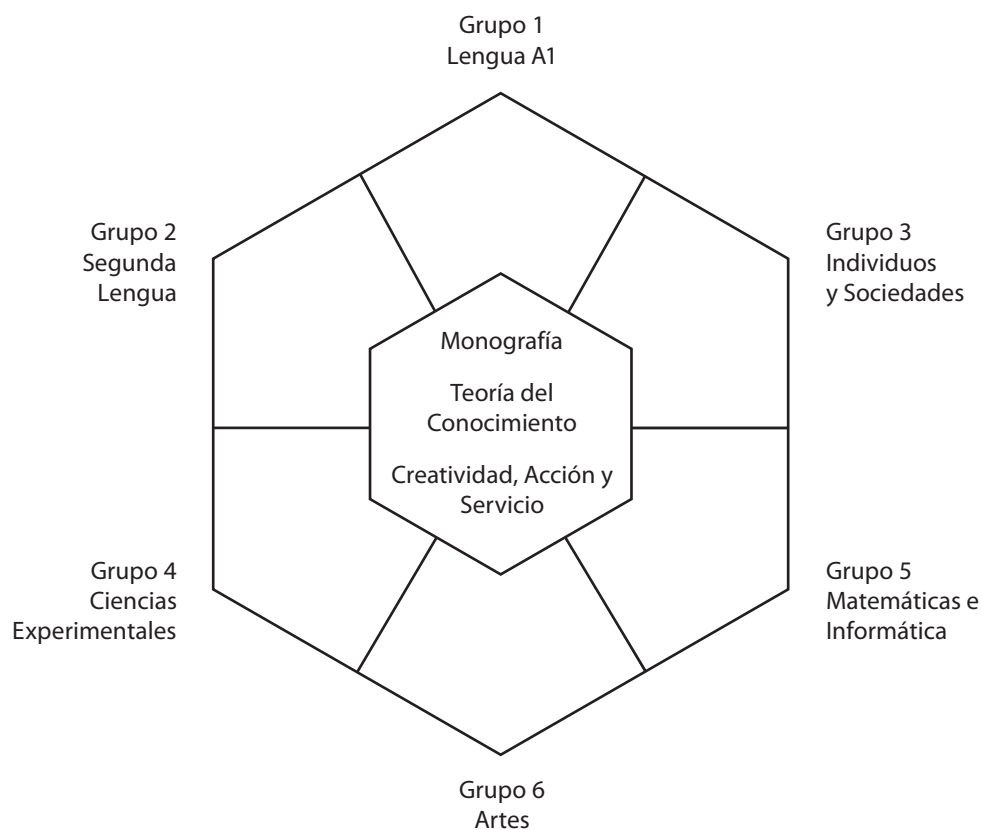 Grupo 1
Lengua A1
Grupo 2
Segunda
Lengua
Grupo 3
Individuos
y Sociedades
Monografía
Teoría del
Conocimiento
Creatividad, Acción y
Servicio
Grupo 4
Ciencias
Experimentales
Grupo 5
Matemáticas e
Informática
Grupo 6
Artes